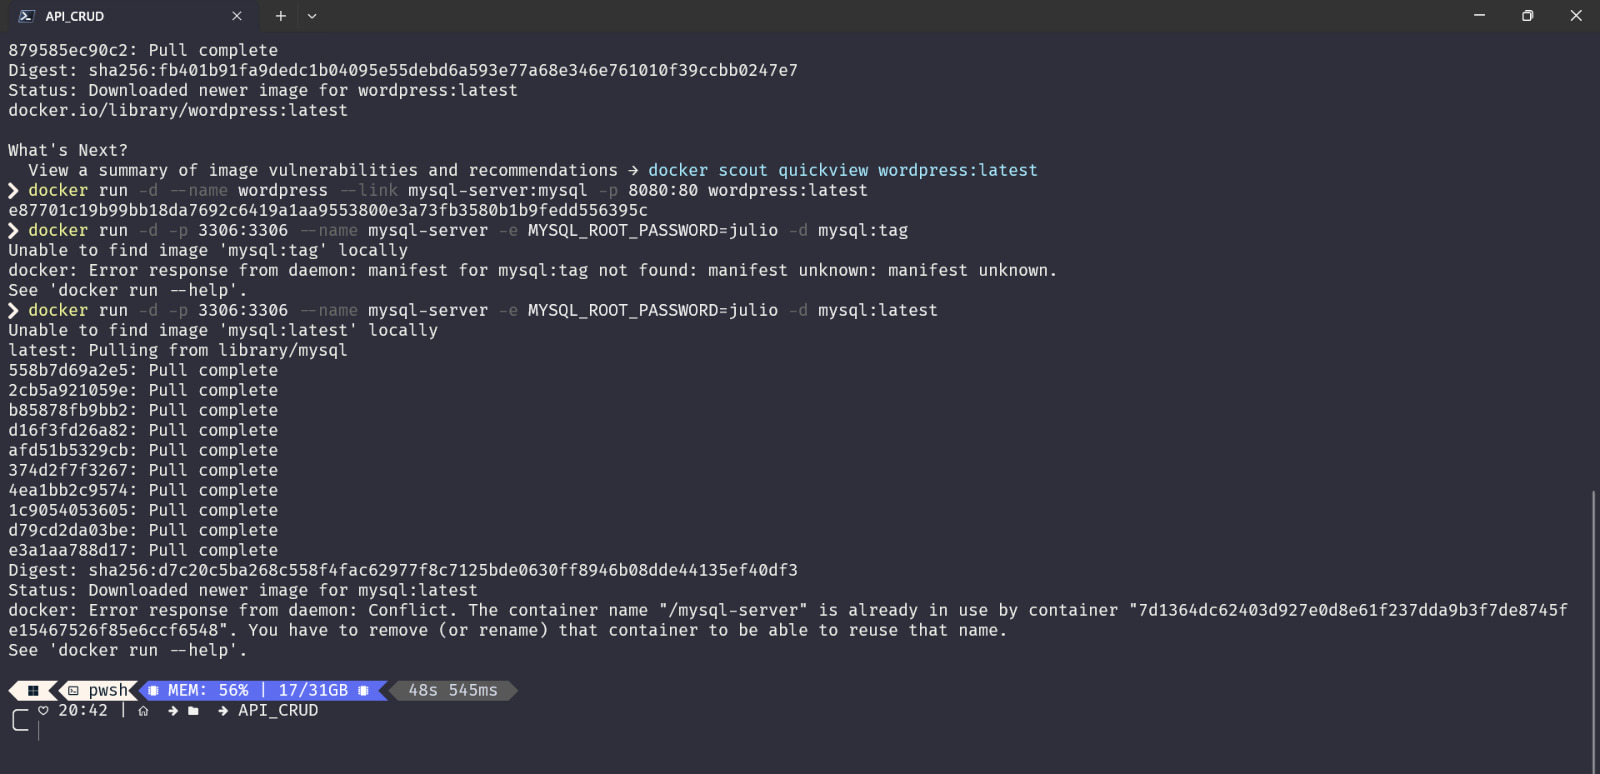 API_CRUD
879585ec90c2: Pull complete
Digest: sha256:fb401b91fa9dedc1b04095e55debd6a593e77a68e346e761010f39ccbb0247e7
Status: Downloaded newer image for wordpress:latest
docker.io/library/wordpress:latest
What's Next?
View a summary of image vulnerabilities and recommendations → docker scout quickview wordpress:latest
❯ docker run -d --name wordpress --link mysql-server:mysql -p 8080:80 wordpress:latest
e87701c19b99bb18da7692c6419a1aa9553800e3a73fb3580b1b9fedd556395c
❯ docker run -d -p 3306:3306 --name mysql-server -e MYSQL_ROOT_PASSWORD=julio -d mysql:tag
Unable to find image 'mysql:tag' locally
docker: Error response from daemon: manifest for mysql:tag not found: manifest unknown: manifest unknown.
See 'docker run --help'.
❯ docker run -d -p 3306:3306 --name mysql-server -e MYSQL_ROOT_PASSWORD=julio -d mysql:latest
Unable to find image 'mysql:latest' locally
latest: Pulling from library/mysql
558b7d69a2e5: Pull complete
2cb5a921059e: Pull complete
b85878fb9bb2: Pull complete
d16f3fd26a82: Pull complete
afd51b5329cb: Pull complete
374d2f7f3267: Pull complete
4ea1bb2c9574: Pull complete
1c9054053605: Pull complete
d79cd2da03be: Pull complete
e3a1aa788d17: Pull complete
Digest: sha256:d7c20c5ba268c558f4fac62977f8c7125bde0630ff8946b08dde44135ef40df3
Status: Downloaded newer image for mysql:latest
docker: Error response from daemon: Conflict. The container name "/mysql-server" is already in use by container "7d1364dc62403d927e0d8e61f237dda9b3f7de8745f
e15467526f85e6ccf6548". You have to remove (or rename) that container to be able to reuse that name.
See 'docker run --help'.
pwsh MEM: 56% | 17/31GB 48s 545ms
♡ 20:42 | → → API_CRUD